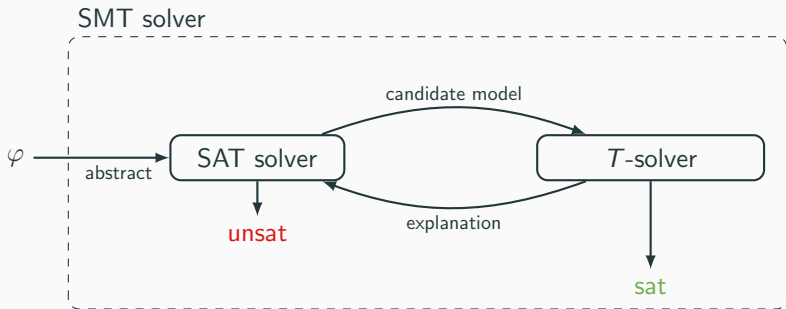 SMT solver
candidate model
φ
abstract
SAT solver
T-solver
explanation
unsat
sat